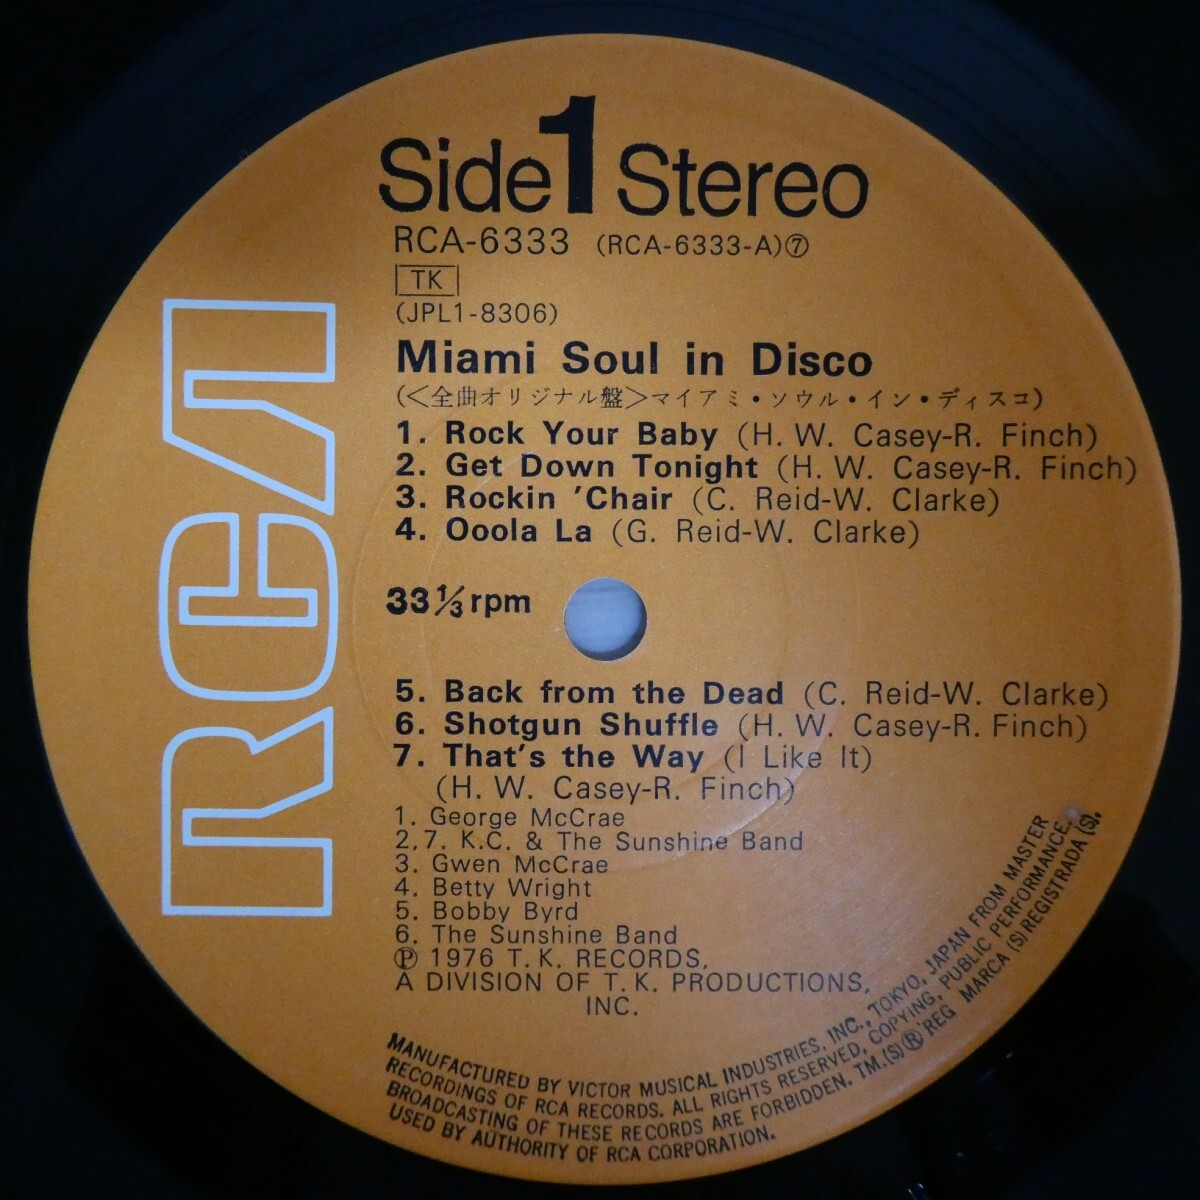 RCA
Side 1 Stereo
RCA-6333 (RCA-6333-A)⑦
TK
(JPL1-8306)
Miami Soul in Disco
(<全曲オリジナル盤>マイアミ・ソウル・イン・ディスコ)
1. Rock Your Baby (H. W. Casey-R. Finch)
2. Get Down Tonight (H. W. Casey-R. Finch)
3. Rockin 'Chair (C. Reid-W. Clarke)
4. Ooola La (G. Reid-W. Clarke)
33 1/3 rpm
5. Back from the Dead (C. Reid-W. Clarke)
6. Shotgun Shuffle (H. W. Casey-R. Finch)
7. That's the Way (I Like It)
(H. W. Casey-R. Finch)
1. George McCrae
2,7. K.C. & The Sunshine Band
3. Gwen McCrae
4. Betty Wright
5. Bobby Byrd
6. The Sunshine Band
Ⓟ 1976 T. K. RECORDS,
A DIVISION OF T. K. PRODUCTIONS,
INC.
MANUFACTURED BY VICTOR MUSICAL INDUSTRIES, INC., TOKYO, JAPAN FROM MASTER
RECORDINGS OF RCA RECORDS. ALL RIGHTS RESERVED, COPYING, PUBLIC PERFORMANCE,
BROADCASTING OF THESE RECORDS ARE FORBIDDEN. TM.(S)® REG MARCA (S) REGISTRADA (S).
USED BY AUTHORITY OF RCA CORPORATION.